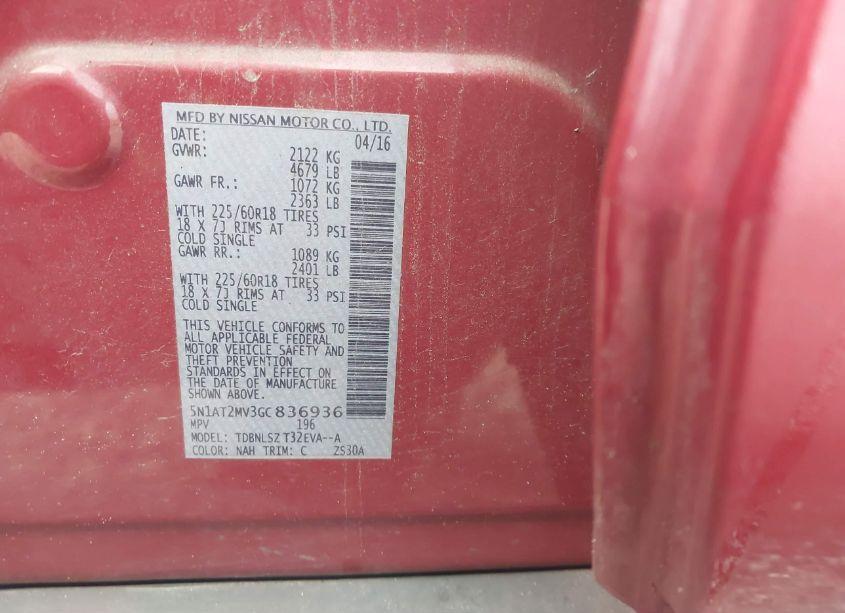 MFD BY NISSAN MOTOR CO., LTD.
DATE: 04/16
GVWR: 2122 KG
4679 LB
GAWR FR.: 1072 KG
2363 LB
WITH 225/60R18 TIRES
18 X 7J RIMS AT 33 PSI
COLD SINGLE
GAWR RR.: 1089 KG
2401 LB
WITH 225/60R18 TIRES
18 X 7J RIMS AT 33 PSI
COLD SINGLE
THIS VEHICLE CONFORMS TO
ALL APPLICABLE FEDERAL
MOTOR VEHICLE SAFETY AND
THEFT PREVENTION
STANDARDS IN EFFECT ON
THE DATE OF MANUFACTURE
SHOWN ABOVE.
5N1AT2MV3GC836936
MPV 196
MODEL: TDBNLSZ T32EVA--A
COLOR: NAH TRIM: C ZS30A